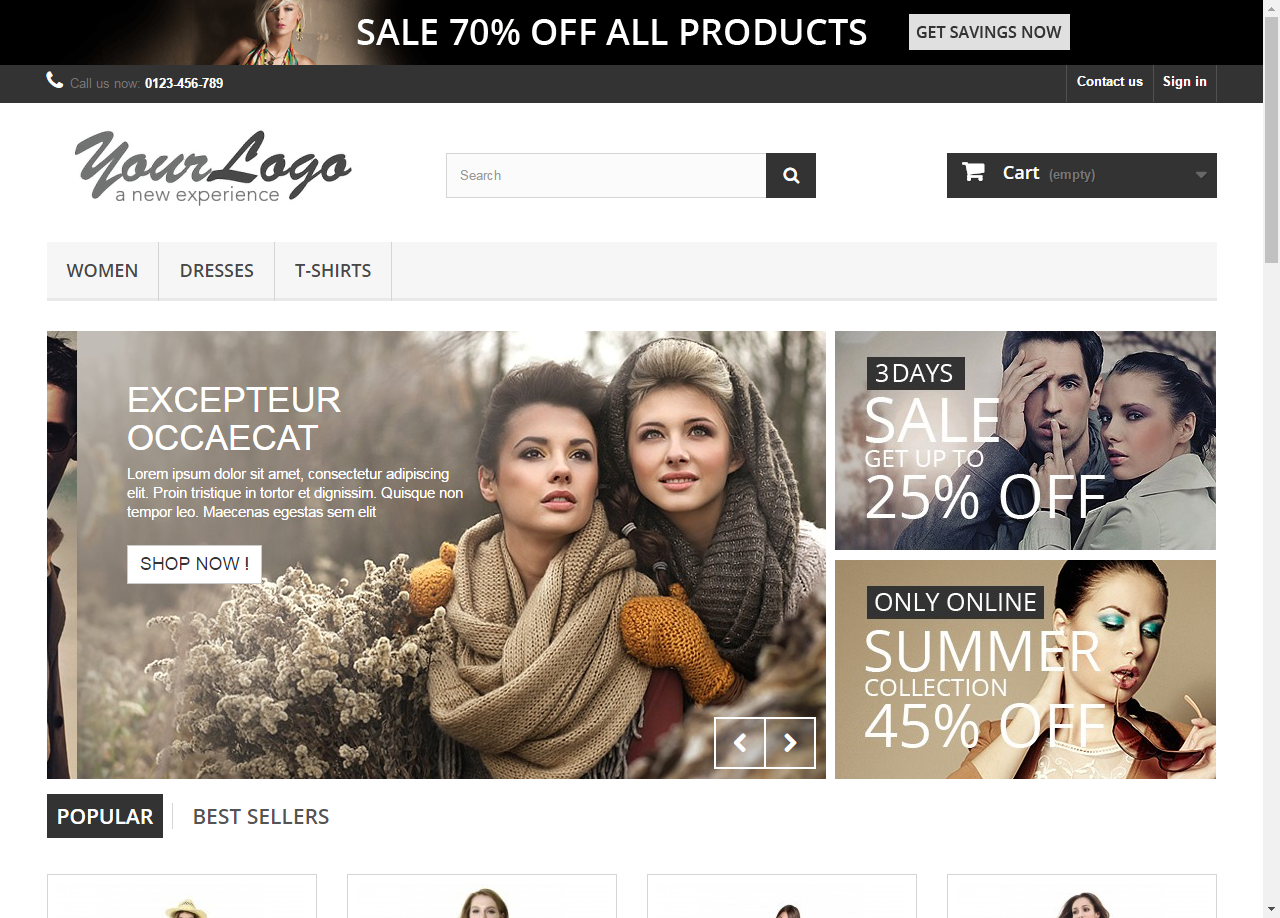 SALE 70% OFF ALL PRODUCTS
GET SAVINGS NOW
Call us now: 0123-456-789
Contact us
Sign in
YourLogo
a new experience
Search
Cart (empty)
WOMEN
DRESSES
T-SHIRTS
EXCEPTEUR
OCCAECAT
Lorem ipsum dolor sit amet, consectetur adipiscing
elit. Proin tristique in tortor et dignissim. Quisque non
tempor leo. Maecenas egestas sem elit
SHOP NOW !
3 DAYS
SALE
GET UP TO
25% OFF
ONLY ONLINE
SUMMER
COLLECTION
45% OFF
POPULAR
BEST SELLERS